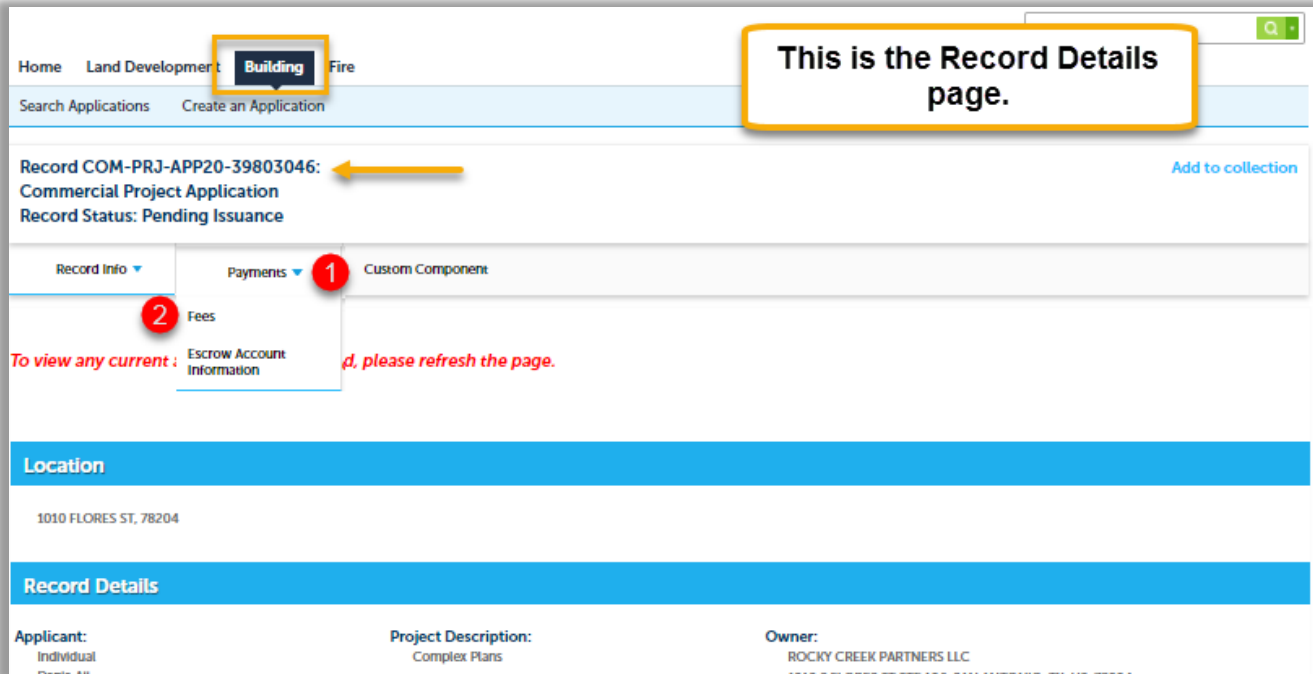 This is the Record Details
page.
Home Land Development Building Fire
Search Applications Create an Application
Record COM-PRJ-APP20-39803046:
Add to collection
Commercial Project Application
Record Status: Pending Issuance
Record Info Payments 1 Custom Component
2 Fees
Escrow Account
Information
To view any current d, please refresh the page.
Location
1010 FLORES ST, 78204
Record Details
Applicant: Project Description: Owner:
Individual Complex Plans ROCKY CREEK PARTNERS LLC